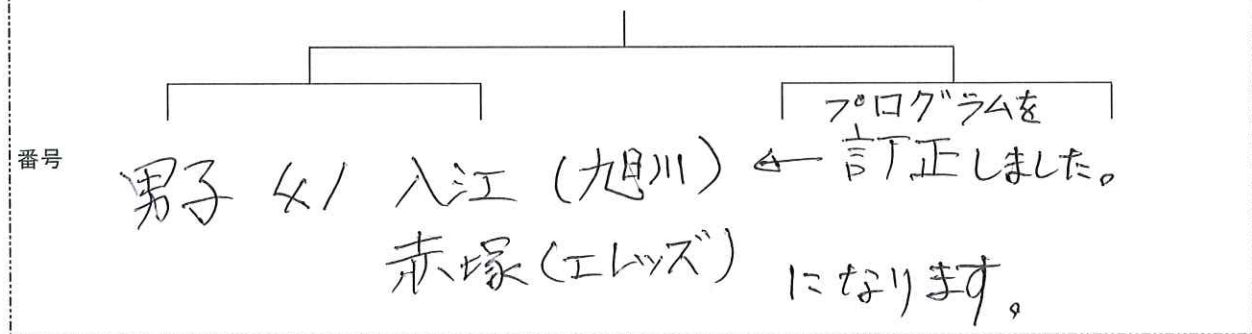 プログラムを
番号 男子 41 入江（旭川）← 訂正しました。
赤塚（エレッズ）になります。